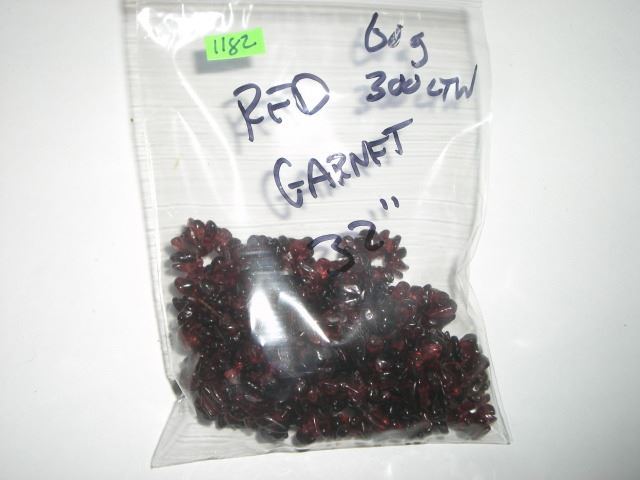 1182
60g
RED 300 CTW
GARNET
32"